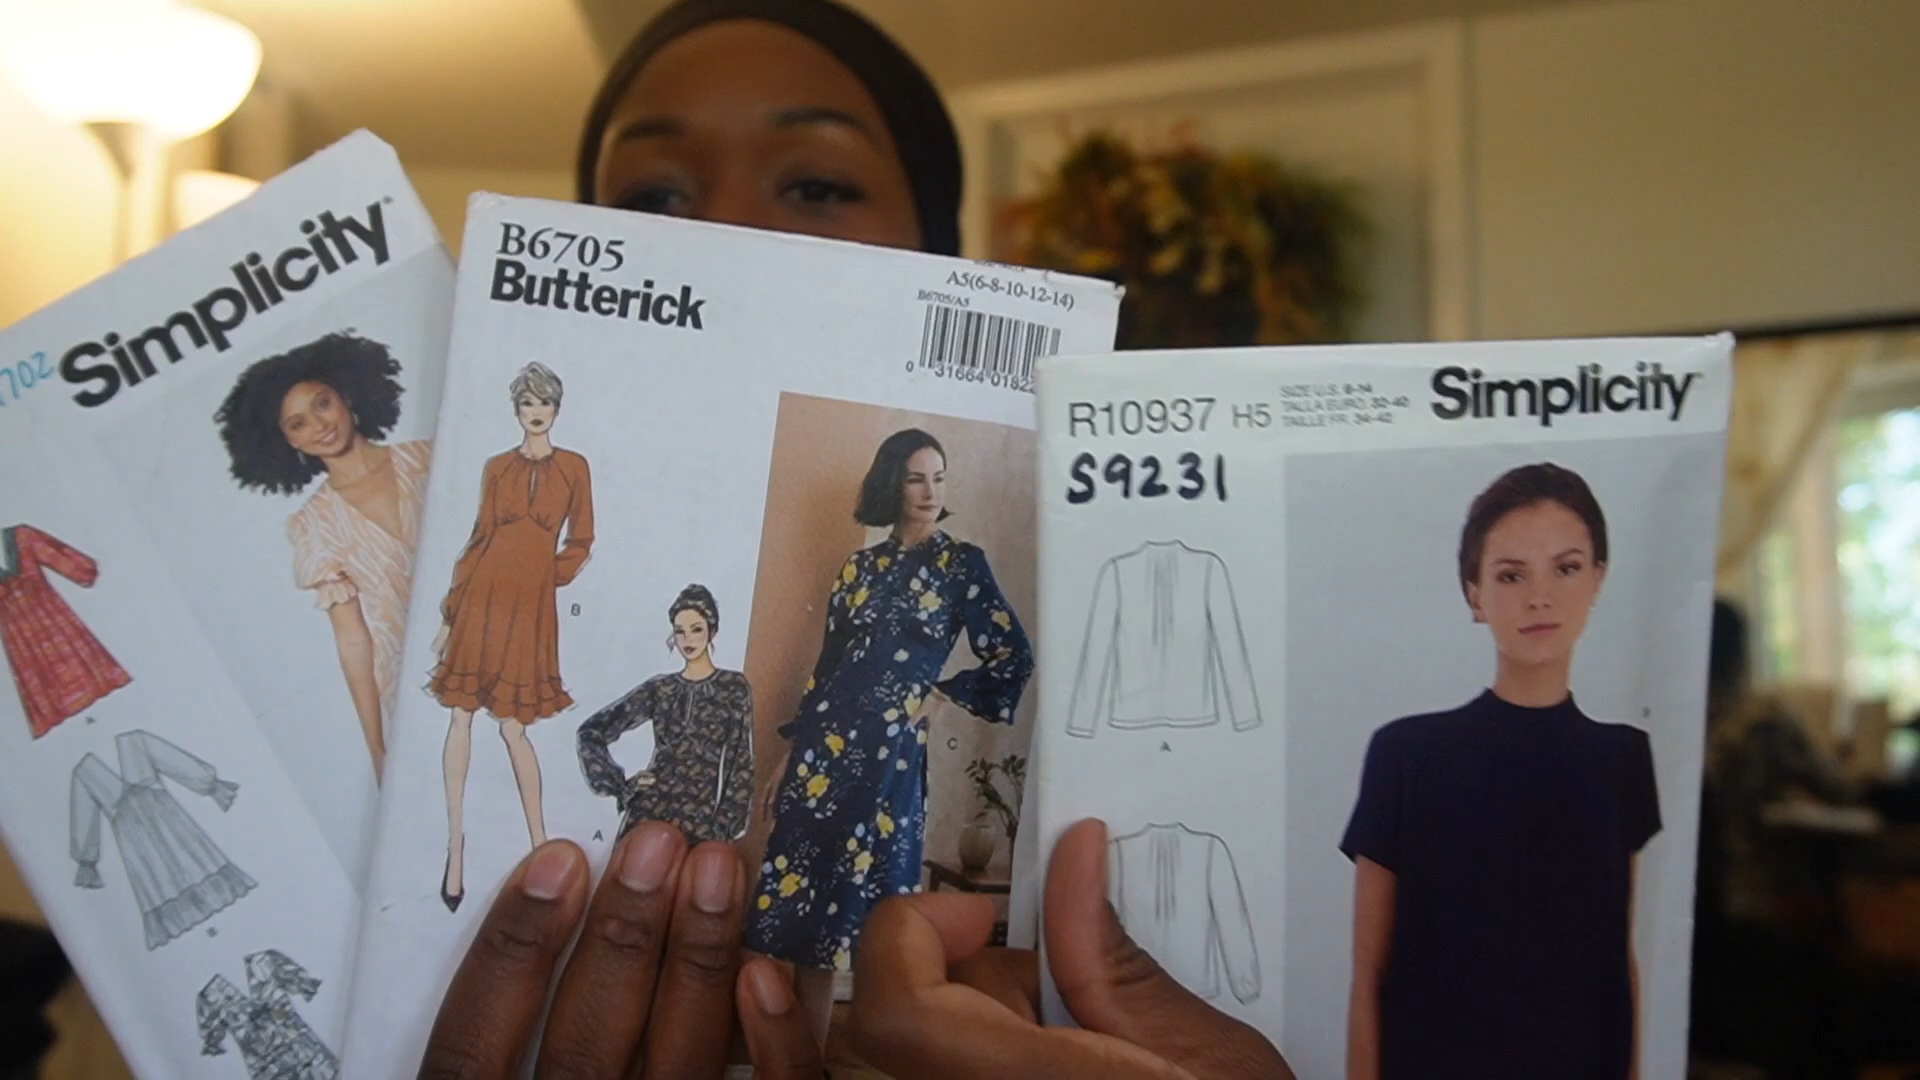 Simplicity
702
A
B
B6705
Butterick
A5(6-8-10-12-14)
B6705/A5
0 31664 01822
B
A
C
R10937 H5
SIZE U.S. 6-14
TALLA EURO. 32-40
TAILLE FR. 34-42
Simplicity
S9231
A